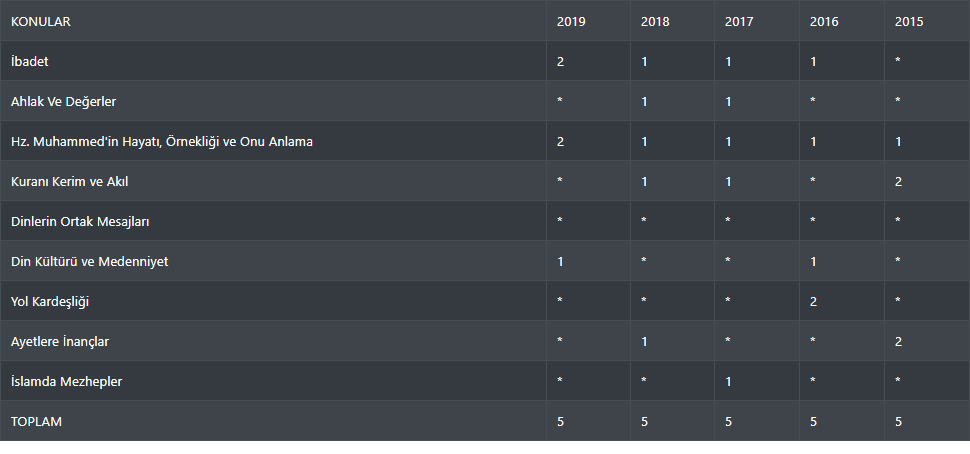 KONULAR 2019 2018 2017 2016 2015
İbadet 2 1 1 1 *
Ahlak Ve Değerler * 1 1 * *
Hz. Muhammed'in Hayatı, Örnekliği ve Onu Anlama 2 1 1 1 1
Kuranı Kerim ve Akıl * 1 1 * 2
Dinlerin Ortak Mesajları * * * * *
Din Kültürü ve Medenniyet 1 * * 1 *
Yol Kardeşliği * * * 2 *
Ayetlere İnançlar * 1 * * 2
İslamda Mezhepler * * 1 * *
TOPLAM 5 5 5 5 5